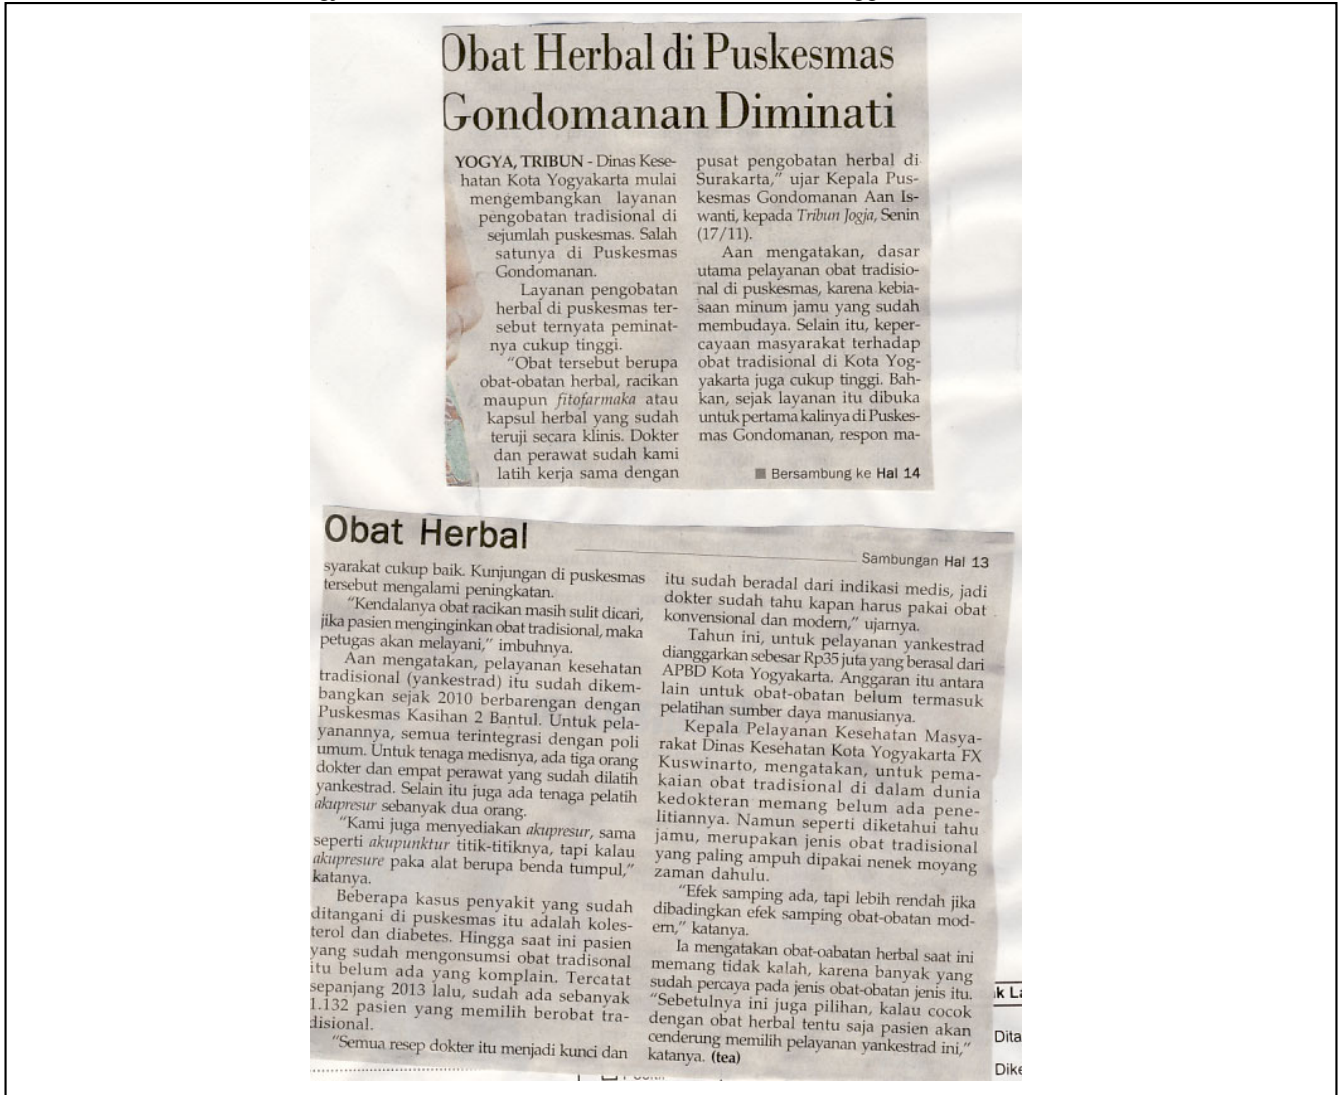 Obat Herbal di Puskesmas
Gondomanan Diminati
YOGYA, TRIBUN - Dinas Kese-
hatan Kota Yogyakarta mulai
mengembangkan layanan
pengobatan tradisional di
sejumlah puskesmas. Salah
satunya di Puskesmas
Gondomanan.
Layanan pengobatan
herbal di puskesmas ter-
sebut ternyata peminat-
nya cukup tinggi.
"Obat tersebut berupa
obat-obatan herbal, racikan
maupun fitofarmaka atau
kapsul herbal yang sudah
teruji secara klinis. Dokter
dan perawat sudah kami
latih kerja sama dengan
pusat pengobatan herbal di
Surakarta," ujar Kepala Pus-
kesmas Gondomanan Aan Is-
wanti, kepada Tribun Jogja, Senin
(17/11).
Aan mengatakan, dasar
utama pelayanan obat tradisio-
nal di puskesmas, karena kebia-
saan minum jamu yang sudah
membudaya. Selain itu, keper-
cayaan masyarakat terhadap
obat tradisional di Kota Yog-
yakarta juga cukup tinggi. Bah-
kan, sejak layanan itu dibuka
untuk pertama kalinya di Puskes-
mas Gondomanan, respon ma-
■ Bersambung ke Hal 14
Obat Herbal
Sambungan Hal 13
syarakat cukup baik. Kunjungan di puskesmas
tersebut mengalami peningkatan.
"Kendalanya obat racikan masih sulit dicari,
jika pasien menginginkan obat tradisional, maka
petugas akan melayani," imbuhnya.
Aan mengatakan, pelayanan kesehatan
tradisional (yankestrad) itu sudah dikem-
bangkan sejak 2010 berbarengan dengan
Puskesmas Kasihan 2 Bantul. Untuk pela-
yanannya, semua terintegrasi dengan poli
umum. Untuk tenaga medisnya, ada tiga orang
dokter dan empat perawat yang sudah dilatih
yankestrad. Selain itu juga ada tenaga pelatih
akupresur sebanyak dua orang.
"Kami juga menyediakan akupresur, sama
seperti akupunktur titik-titiknya, tapi kalau
akupresure paka alat berupa benda tumpul,"
katanya.
Beberapa kasus penyakit yang sudah
ditangani di puskesmas itu adalah koles-
terol dan diabetes. Hingga saat ini pasien
yang sudah mengonsumsi obat tradisonal
itu belum ada yang komplain. Tercatat
sepanjang 2013 lalu, sudah ada sebanyak
1.132 pasien yang memilih berobat tra-
disional.
"Semua resep dokter itu menjadi kunci dan
itu sudah beradal dari indikasi medis, jadi
dokter sudah tahu kapan harus pakai obat
konvensional dan modern," ujarnya.
Tahun ini, untuk pelayanan yankestrad
dianggarkan sebesar Rp35 juta yang berasal dari
APBD Kota Yogyakarta. Anggaran itu antara
lain untuk obat-obatan belum termasuk
pelatihan sumber daya manusianya.
Kepala Pelayanan Kesehatan Masya-
rakat Dinas Kesehatan Kota Yogyakarta FX
Kuswinarto, mengatakan, untuk pema-
kaian obat tradisional di dalam dunia
kedokteran memang belum ada pene-
litiannya. Namun seperti diketahui tahu
jamu, merupakan jenis obat tradisional
yang paling ampuh dipakai nenek moyang
zaman dahulu.
"Efek samping ada, tapi lebih rendah jika
dibadingkan efek samping obat-obatan mod-
ern," katanya.
Ia mengatakan obat-oabatan herbal saat ini
memang tidak kalah, karena banyak yang
sudah percaya pada jenis obat-obatan jenis itu.
"Sebetulnya ini juga pilihan, kalau cocok
dengan obat herbal tentu saja pasien akan
cenderung memilih pelayanan yankestrad ini,"
katanya. (tea)
Dita
Dike